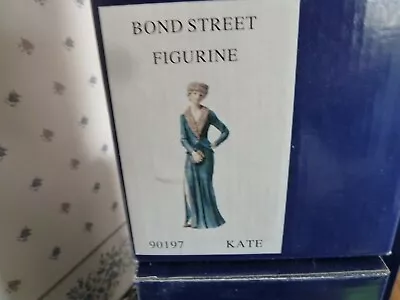 BOND STREET
FIGURINE
90197 KATE